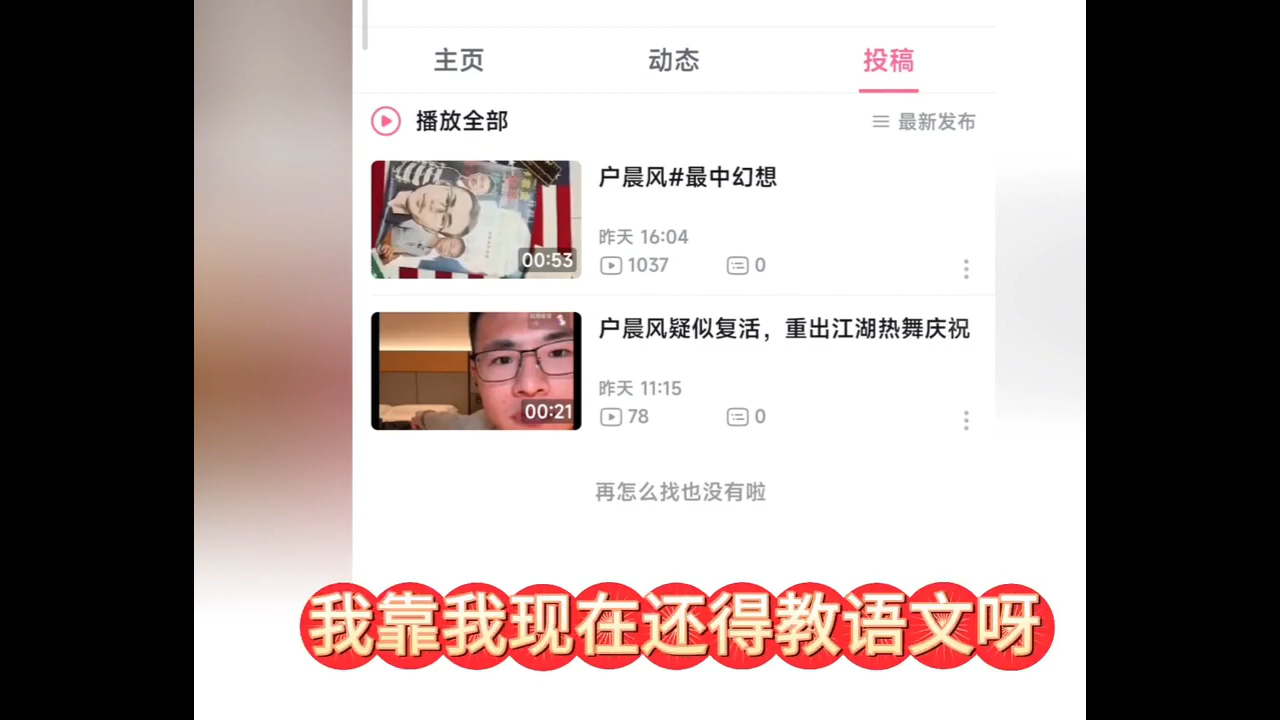 主页
动态
投稿
播放全部
最新发布
户晨风#最中幻想
昨天 16:04
1037
0
00:53
户晨风疑似复活，重出江湖热舞庆祝
昨天 11:15
78
0
00:21
再怎么找也没有啦
我靠我现在还得教语文呀